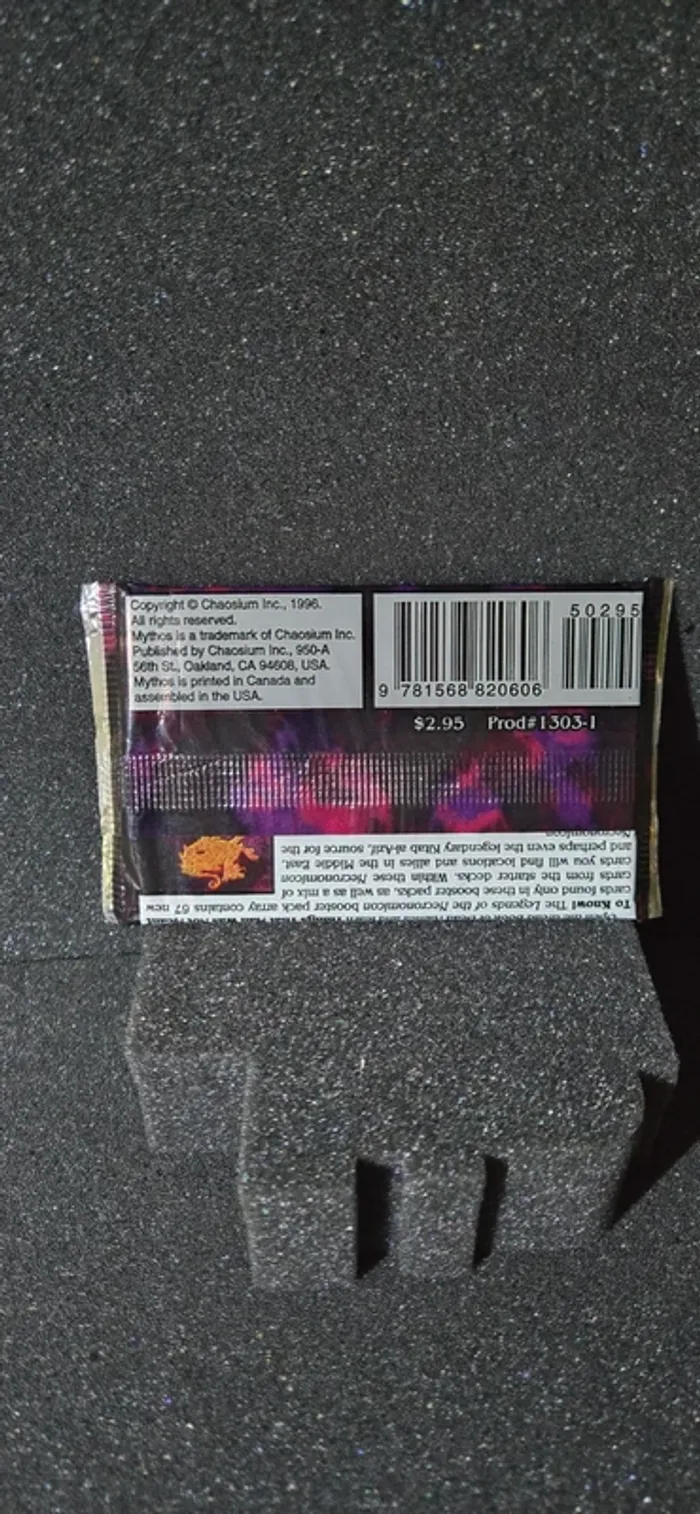 Copyright © Chaosium Inc., 1996.
All rights reserved.
Mythos is a trademark of Chaosium Inc.
Published by Chaosium Inc., 950-A
56th St., Oakland, CA 94608, USA.
Mythos is printed in Canada and
assembled in the USA.
50295
9 781568 820606
$2.95 Prod#1303-1
To Know! The Legends of the Necronomicon booster pack array contains 67 new
cards found only in these booster packs, as well as a mix of
cards from the starter decks. Within these Necronomicon
cards you will find locations and allies in the Middle East,
and perhaps even the legendary Kitab al-Azif, source for the
Necronomicon